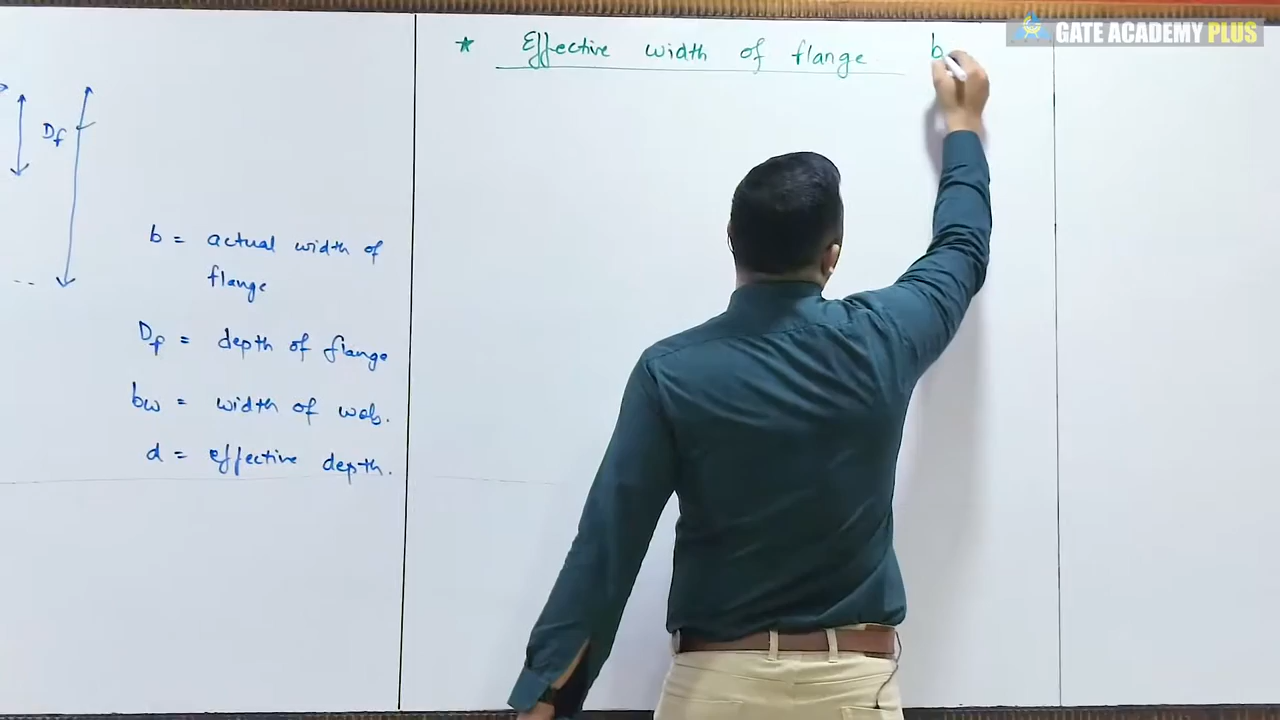 GATE ACADEMY PLUS
* Effective width of flange b
Df
b = actual width of
flange
Df = depth of flange
bw = width of web.
d = effective depth.